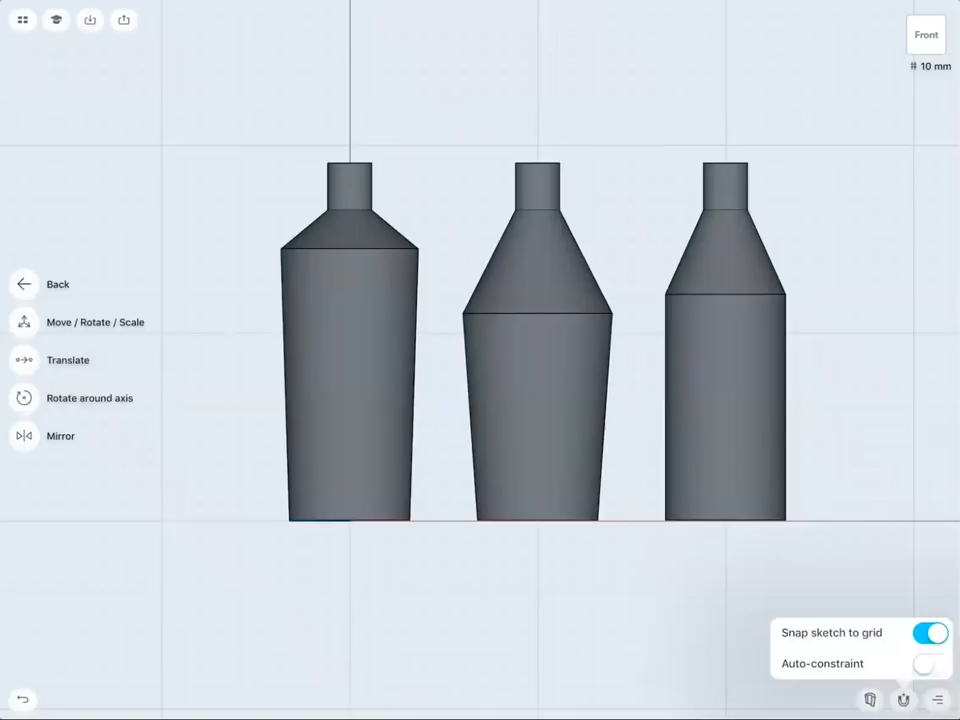 Front
# 10 mm
Back
Move / Rotate / Scale
Translate
Rotate around axis
Mirror
Snap sketch to grid
Auto-constraint